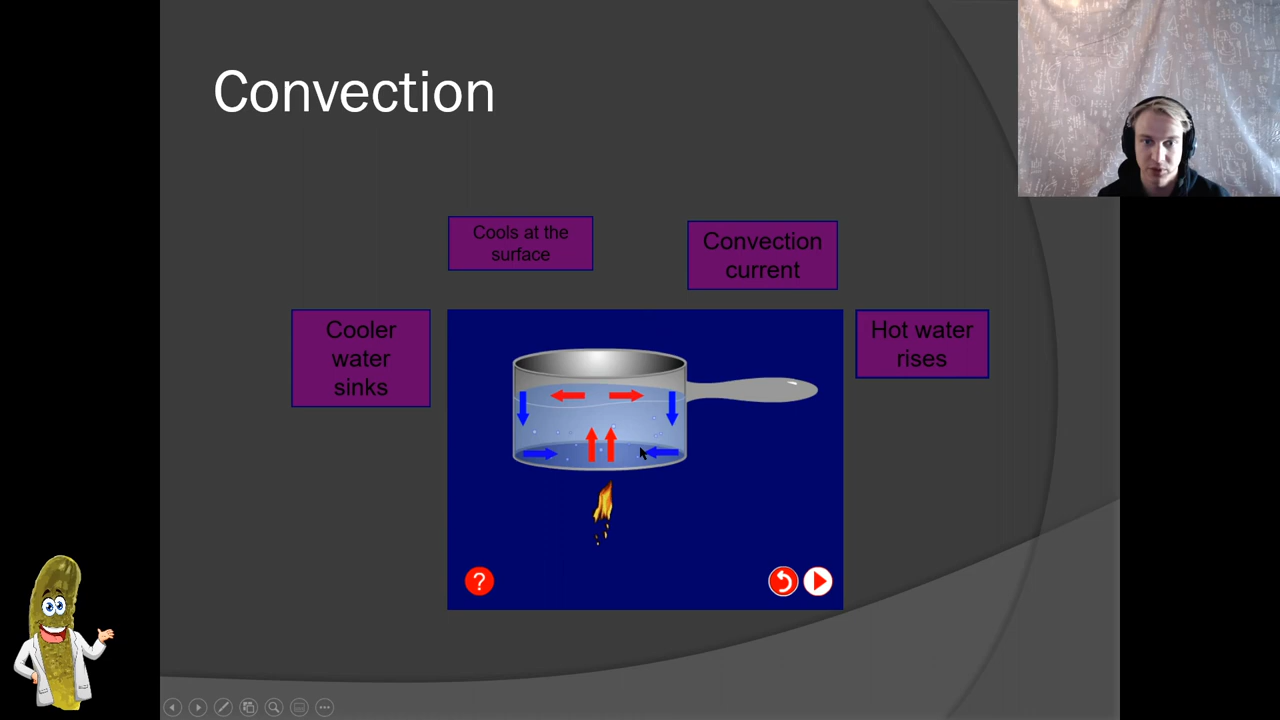 Convection
Cools at the
surface
Convection
current
Cooler
water
sinks
Hot water
rises
?